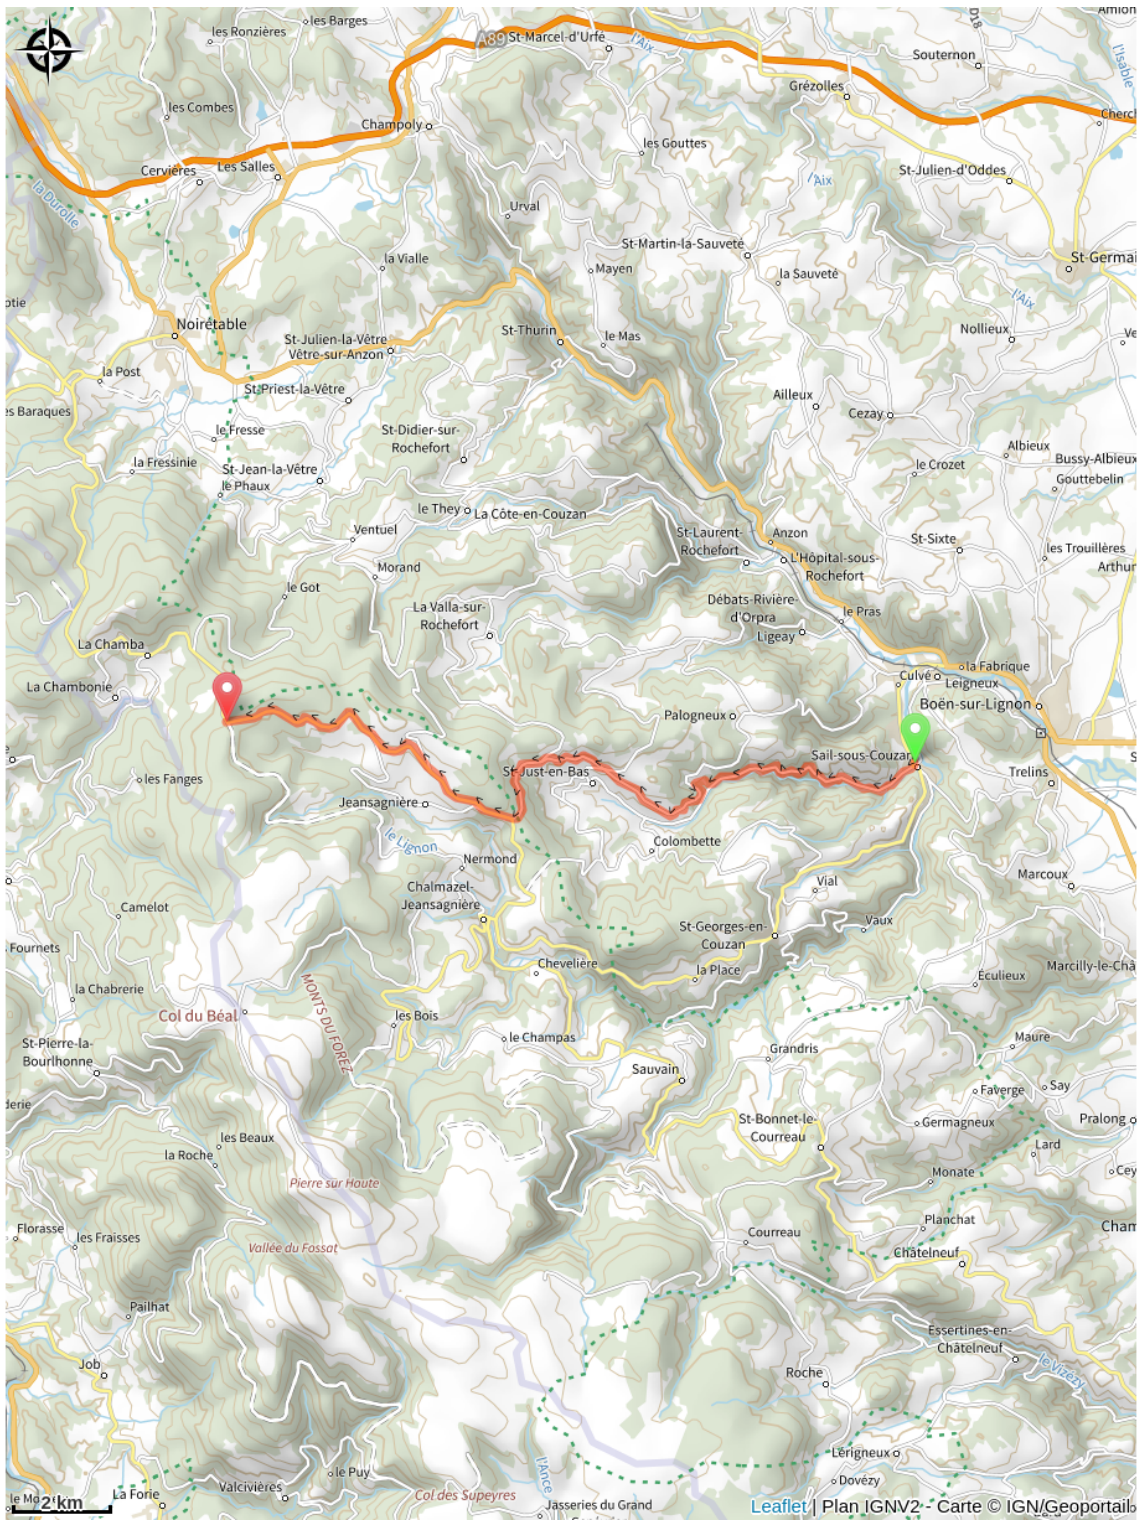 les Barges
les Ronzières
D18
Amion
A89
St-Marcel-d'Urfé
l'Aix
Souternon
l'Isable
Grézolles
les Combes
Champoly
Cherch
les Gouttes
Cervières
Les Salles
St-Julien-d'Oddes
l'Aix
la Durolle
Urval
St-Martin-la-Sauveté
la Vialle
Mayen
la Sauveté
St-Germai
otie
l'Aix
Noirétable
St-Thurin
le Mas
Nollieux
Ve
St-Julien-la-Vêtre
Vêtre-sur-Anzon
la Post
St-Priest-la-Vêtre
Ailleux
es Baraques
Cezay
le Fresse
St-Didier-sur-
Rochefort
Albieux
la Fressinie
St-Jean-la-Vêtre
le Crozet
Bussy-Albieux
le Phaux
Gouttebelin
le They
La Côte-en-Couzan
Ventuel
St-Laurent-
Rochefort
Anzon
St-Sixte
les Trouillères
L'Hôpital-sous-
Rochefort
Arthur
Morand
le Got
La Valla-sur-
Rochefort
Débats-Rivière-
d'Orpra
le Pras
Ligeay
La Chamba
la Fabrique
Culvé
Leigneux
La Chambonie
Boën-sur-Lignon
Palogneux
Sail-sous-Couzan
S
St-Just-en-Bas
Trelins
les Fanges
Jeansagnière
le Lignon
Colombette
Nermond
Marcoux
Chalmazel-
Jeansagnière
Vial
Camelot
St-Georges-en-
Couzan
Vaux
Fournets
Chevelière
la Place
Marcilly-le-Châ
Éculieux
la Chabrerie
MONTS DU FOREZ
Col du Béal
les Bois
St-Pierre-la-
Bourlhonne
le Champas
Maure
Grandris
Sauvain
Faverge
Say
derie
St-Bonnet-le-
Courreau
Germagneux
Pralong
les Beaux
Lard
la Roche
Monate
Cey
Pierre sur Haute
Florasse
les Fraisses
Planchat
Cham
Courreau
Vallée du Fossat
Châtelneuf
Pailhat
Essertines-en-
Châtelneuf
Job
Roche
le Vizézy
Lérigneux
l'Ance
le Puy
Dovézy
Valcivières
Col des Supeyres
le Mo
2 km
La Forie
Jasseries du Grand
Leaflet | Plan IGNV2 - Carte © IGN/Geoportail